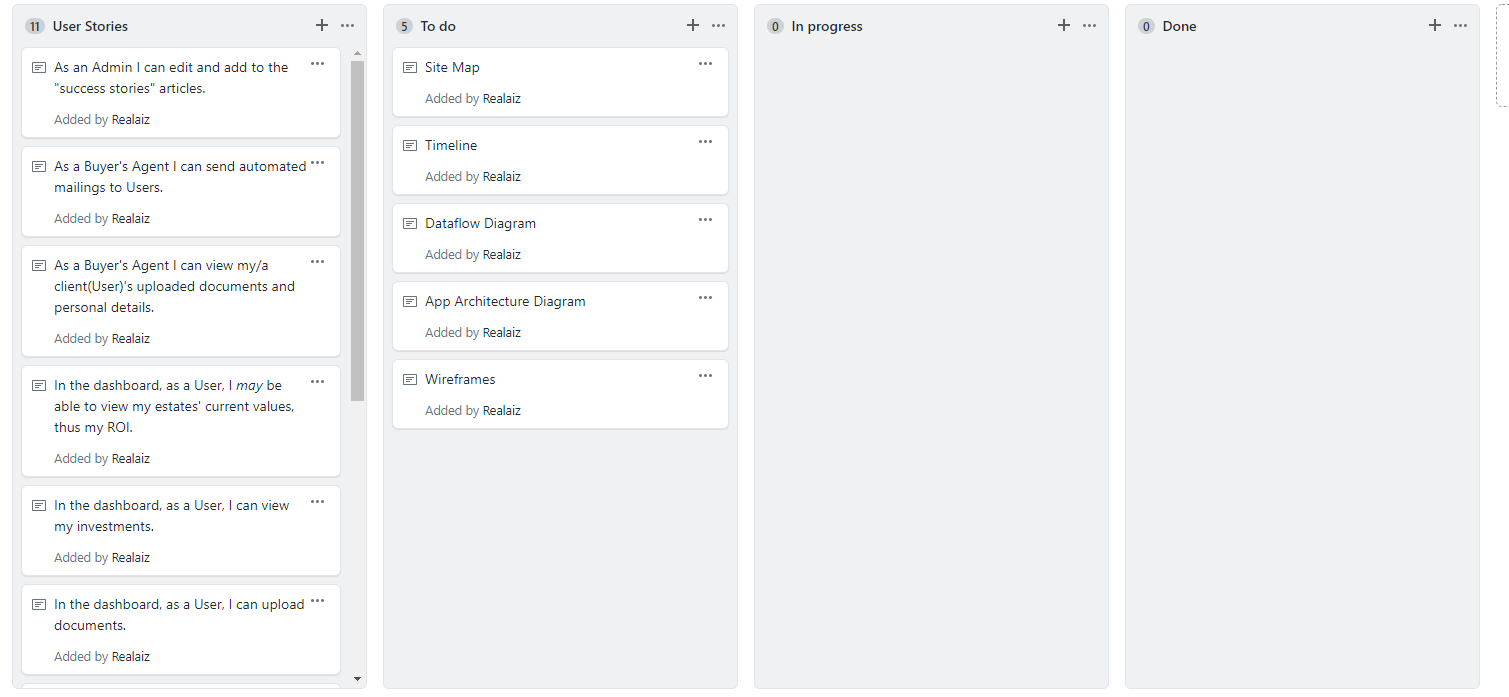 11 User Stories
As an Admin I can edit and add to the
"success stories" articles.
Added by Realaiz
As a Buyer's Agent I can send automated
mailings to Users.
Added by Realaiz
As a Buyer's Agent I can view my/a
client(User)'s uploaded documents and
personal details.
Added by Realaiz
In the dashboard, as a User, I may be
able to view my estates' current values,
thus my ROI.
Added by Realaiz
In the dashboard, as a User, I can view
my investments.
Added by Realaiz
In the dashboard, as a User, I can upload
documents.
Added by Realaiz
5 To do
Site Map
Added by Realaiz
Timeline
Added by Realaiz
Dataflow Diagram
Added by Realaiz
App Architecture Diagram
Added by Realaiz
Wireframes
Added by Realaiz
0 In progress
0 Done